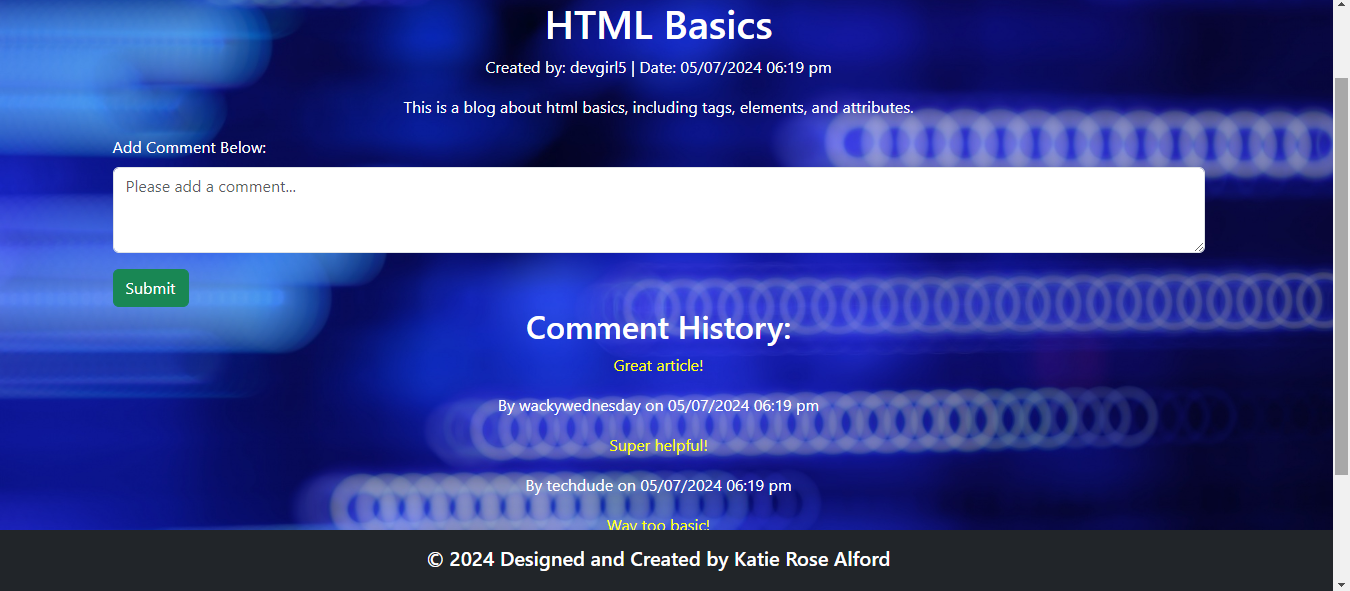 HTML Basics
Created by: devgirl5 | Date: 05/07/2024 06:19 pm
This is a blog about html basics, including tags, elements, and attributes.
Add Comment Below:
Please add a comment...
Submit
Comment History:
Great article!
By wackywednesday on 05/07/2024 06:19 pm
Super helpful!
By techdude on 05/07/2024 06:19 pm
Way too basic!
© 2024 Designed and Created by Katie Rose Alford